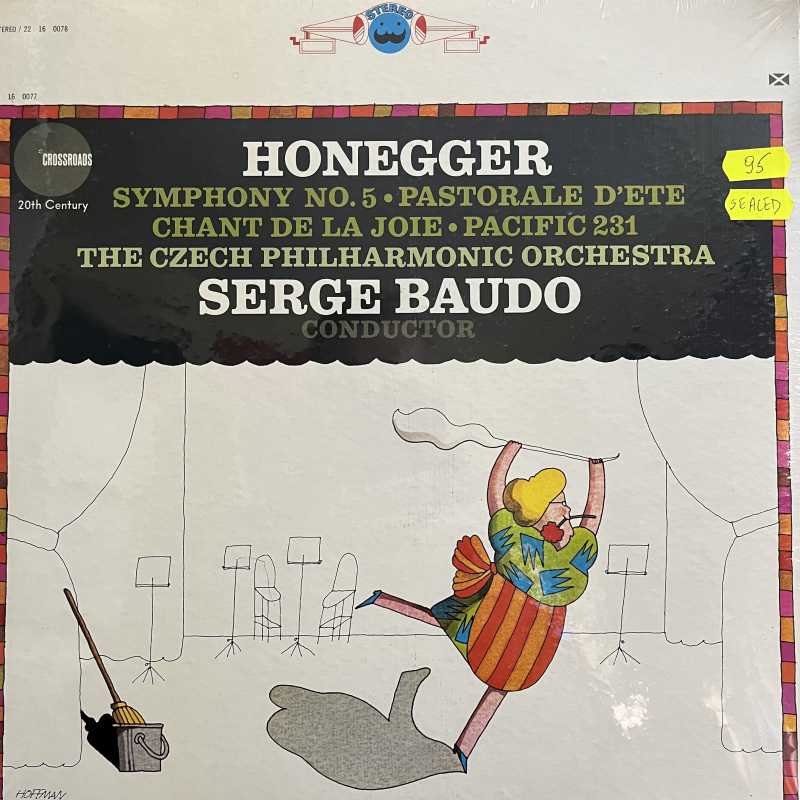 STEREO
TEREO / 22 16 0078
16 0077
CROSSROADS
20th Century
HONEGGER
SYMPHONY NO. 5 • PASTORALE D'ETE
CHANT DE LA JOIE • PACIFIC 231
THE CZECH PHILHARMONIC ORCHESTRA
SERGE BAUDO
CONDUCTOR
95
SEALED
HOFFMAN